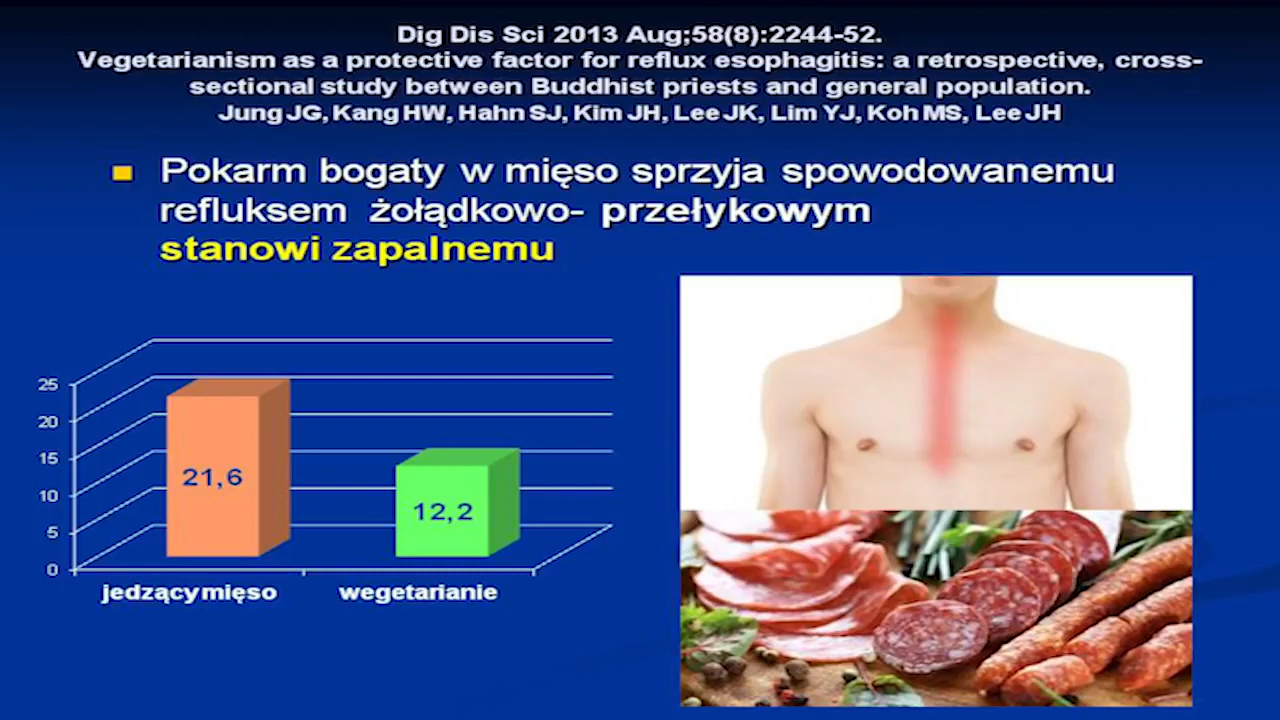 Dig Dis Sci 2013 Aug;58(8):2244-52.
Vegetarianism as a protective factor for reflux esophagitis: a retrospective, cross-
sectional study between Buddhist priests and general population.
Jung JG, Kang HW, Hahn SJ, Kim JH, Lee JK, Lim YJ, Koh MS, Lee JH
Pokarm bogaty w mięso sprzyja spowodowanemu
refluksem żołądkowo- przełykowym
stanowi zapalnemu
25
20
15
10
5
0
21,6
12,2
jedzący mięso
wegetarianie